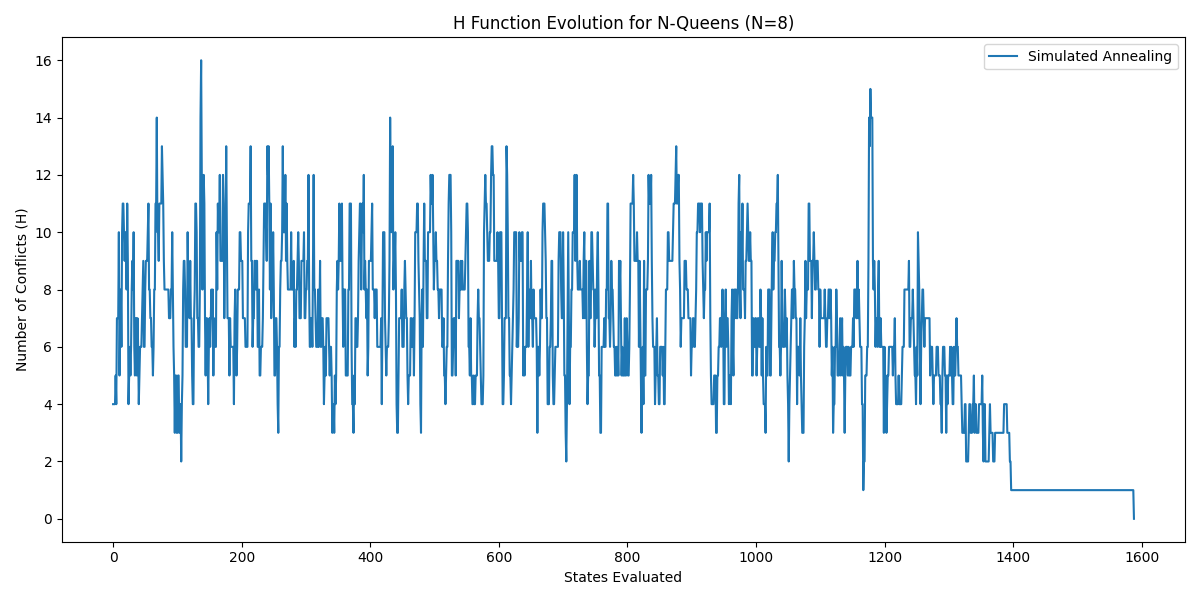 H Function Evolution for N-Queens (N=8)
Simulated Annealing
Number of Conflicts (H)
16
14
12
10
8
6
4
2
0
0 200 400 600 800 1000 1200 1400 1600
States Evaluated